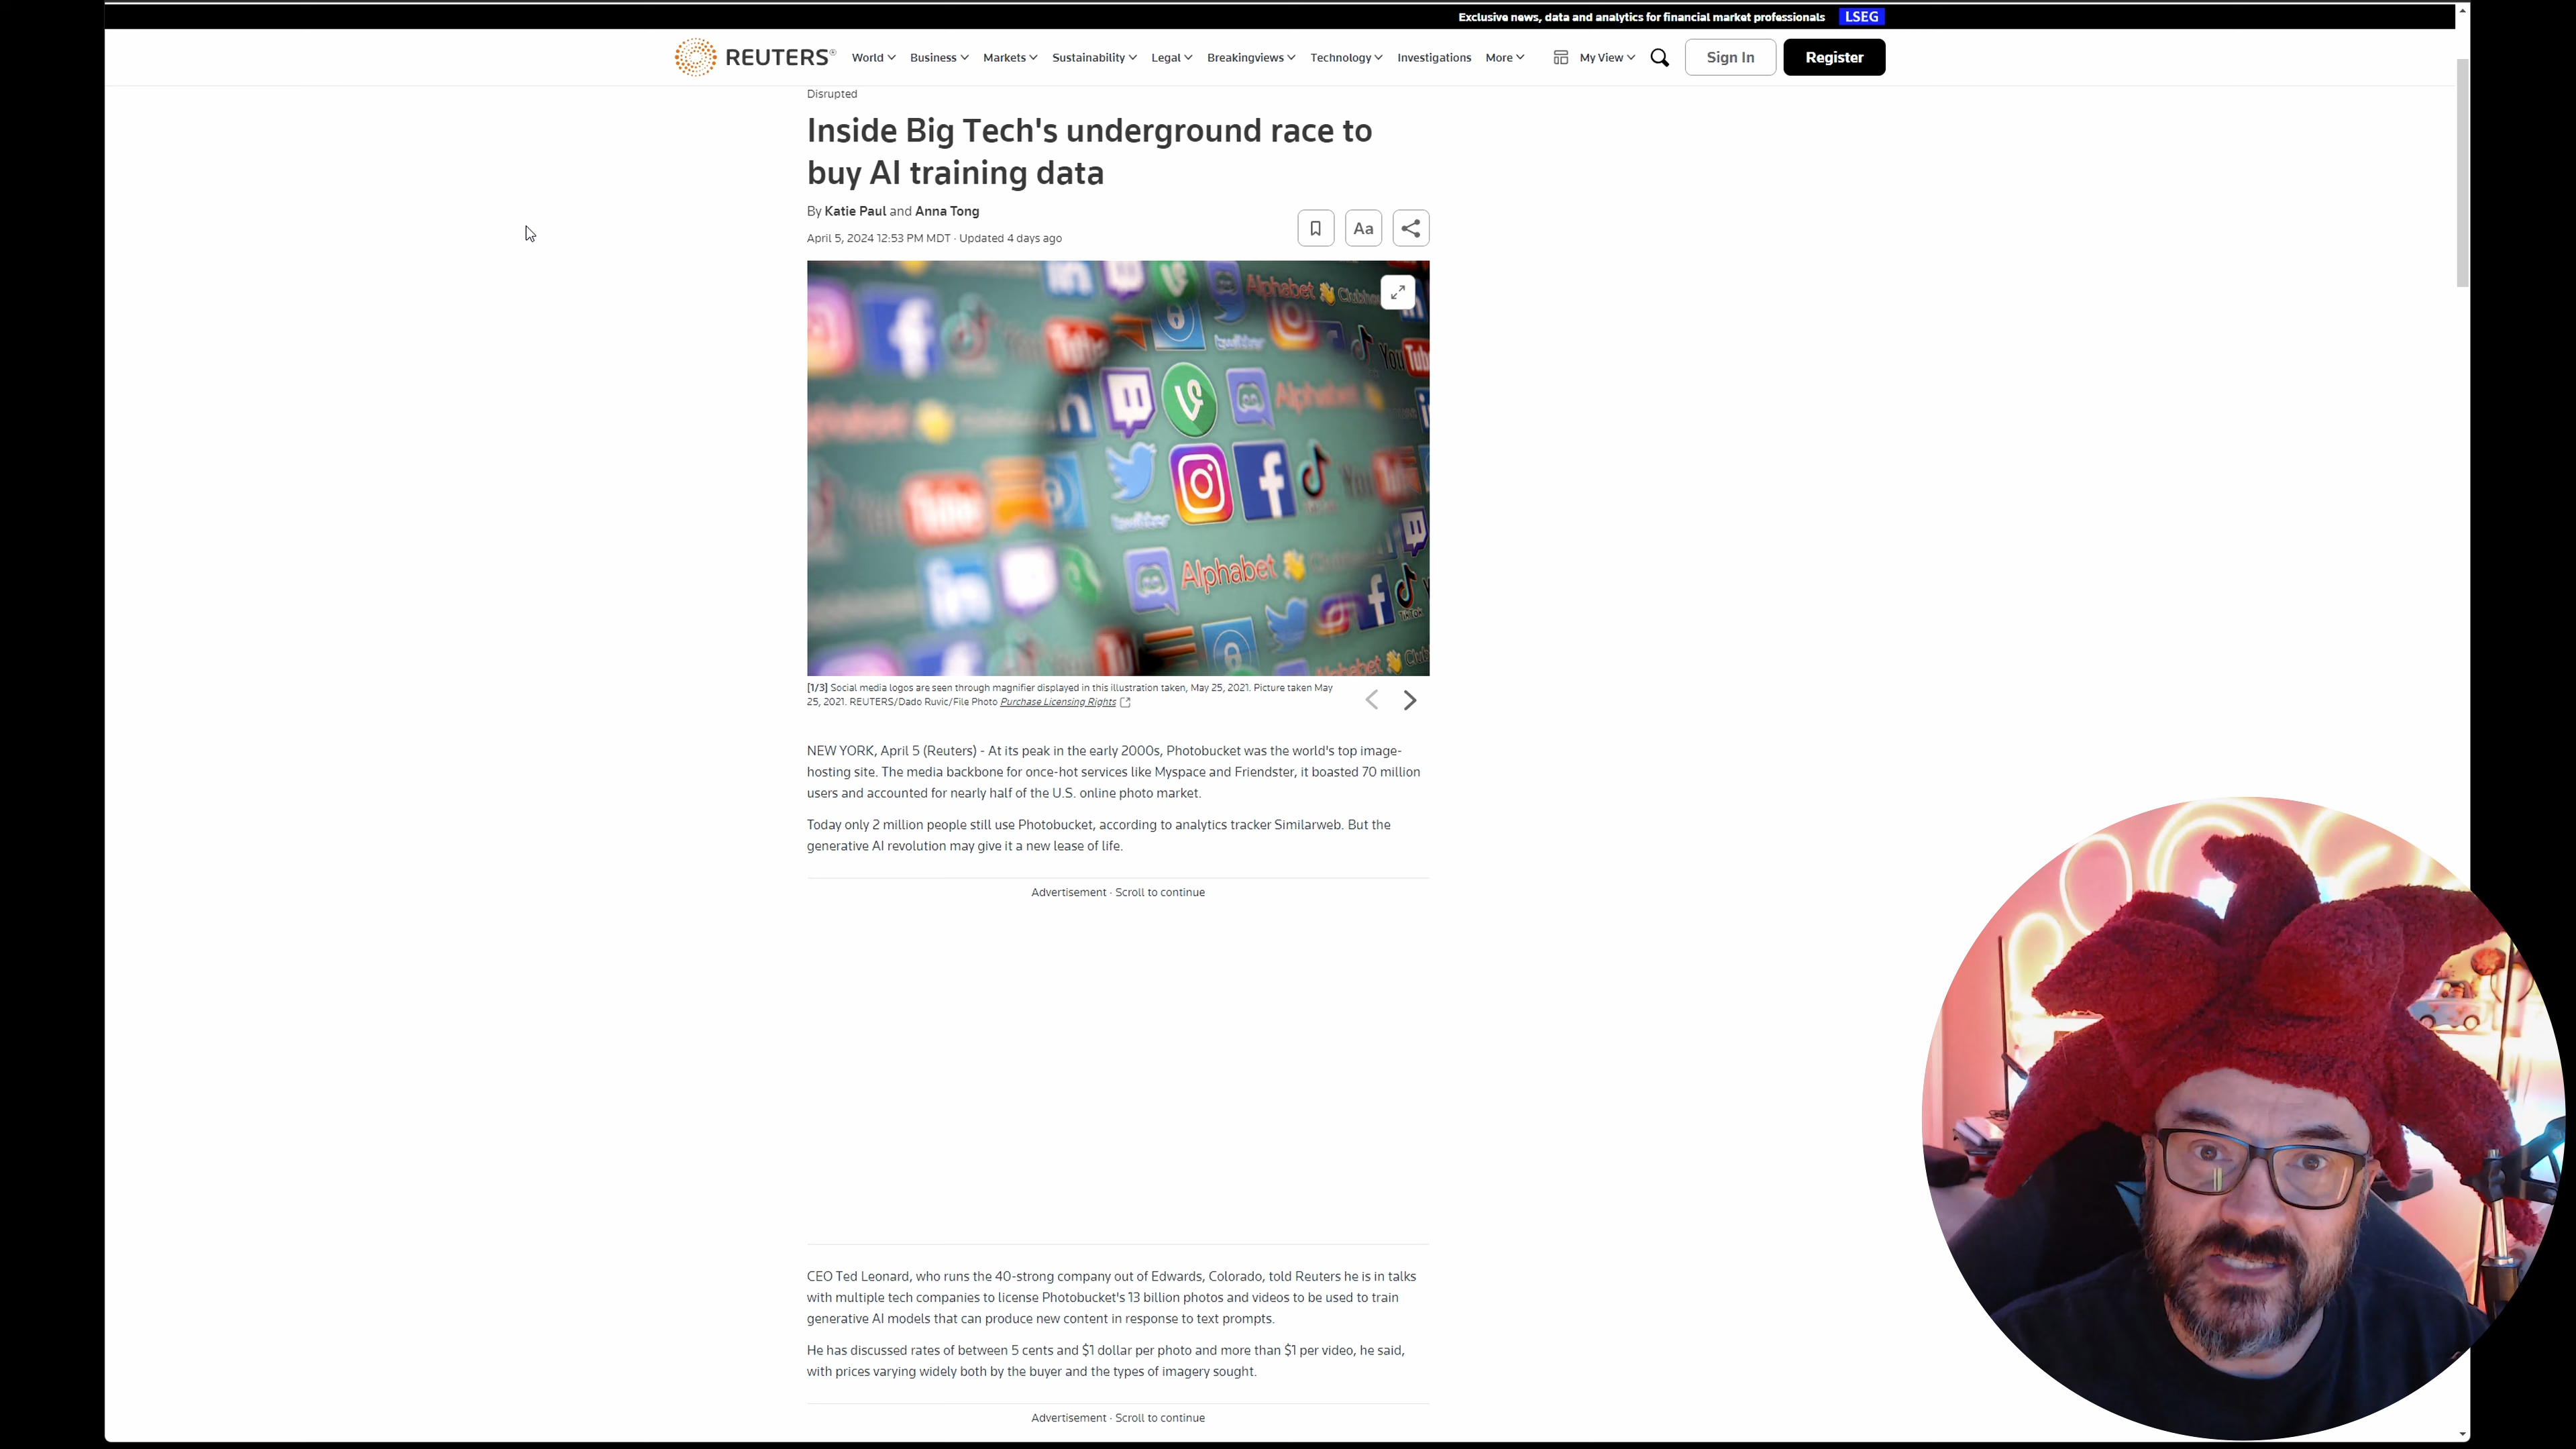 Exclusive news, data and analytics for financial market professionals LSEG
REUTERS® World Business Markets Sustainability Legal Breakingviews Technology Investigations More My View Sign In Register
Disrupted
Inside Big Tech's underground race to
buy AI training data
By Katie Paul and Anna Tong
April 5, 2024 12:53 PM MDT · Updated 4 days ago
Aa
Alphabet
twitter
Alphabet
twitter
Alphabet
TikTok
[1/3] Social media logos are seen through magnifier displayed in this illustration taken, May 25, 2021. Picture taken May
25, 2021. REUTERS/Dado Ruvic/File Photo Purchase Licensing Rights
NEW YORK, April 5 (Reuters) - At its peak in the early 2000s, Photobucket was the world's top image-
hosting site. The media backbone for once-hot services like Myspace and Friendster, it boasted 70 million
users and accounted for nearly half of the U.S. online photo market.
Today only 2 million people still use Photobucket, according to analytics tracker Similarweb. But the
generative AI revolution may give it a new lease of life.
Advertisement · Scroll to continue
CEO Ted Leonard, who runs the 40-strong company out of Edwards, Colorado, told Reuters he is in talks
with multiple tech companies to license Photobucket's 13 billion photos and videos to be used to train
generative AI models that can produce new content in response to text prompts.
He has discussed rates of between 5 cents and $1 dollar per photo and more than $1 per video, he said,
with prices varying widely both by the buyer and the types of imagery sought.
Advertisement · Scroll to continue